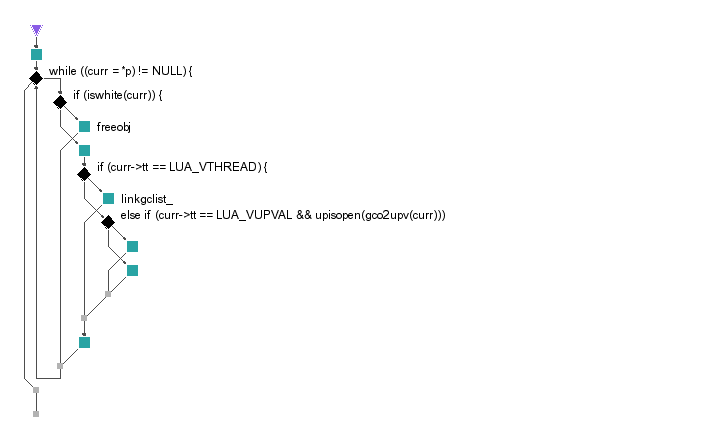 while ((curr = *p) != NULL) {
if (iswhite(curr)) {
freeobj
if (curr->tt == LUA_VTHREAD) {
linkgclist_
else if (curr->tt == LUA_VUPVAL && upisopen(gco2upv(curr)))